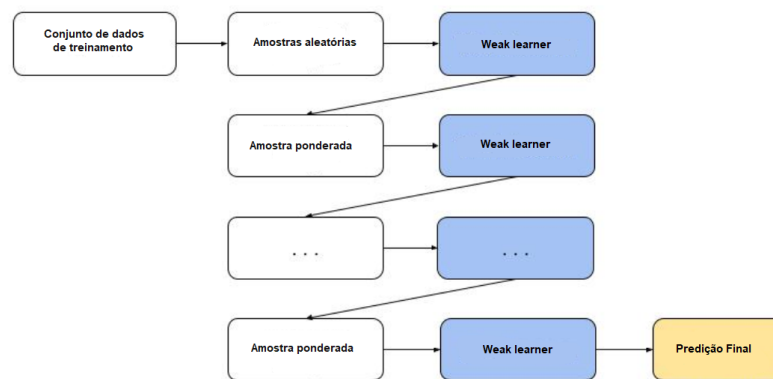 Conjunto de dados
de treinamento
Amostras aleatórias
Weak learner
Amostra ponderada
Weak learner
. . .
. . .
Amostra ponderada
Weak learner
Predição Final